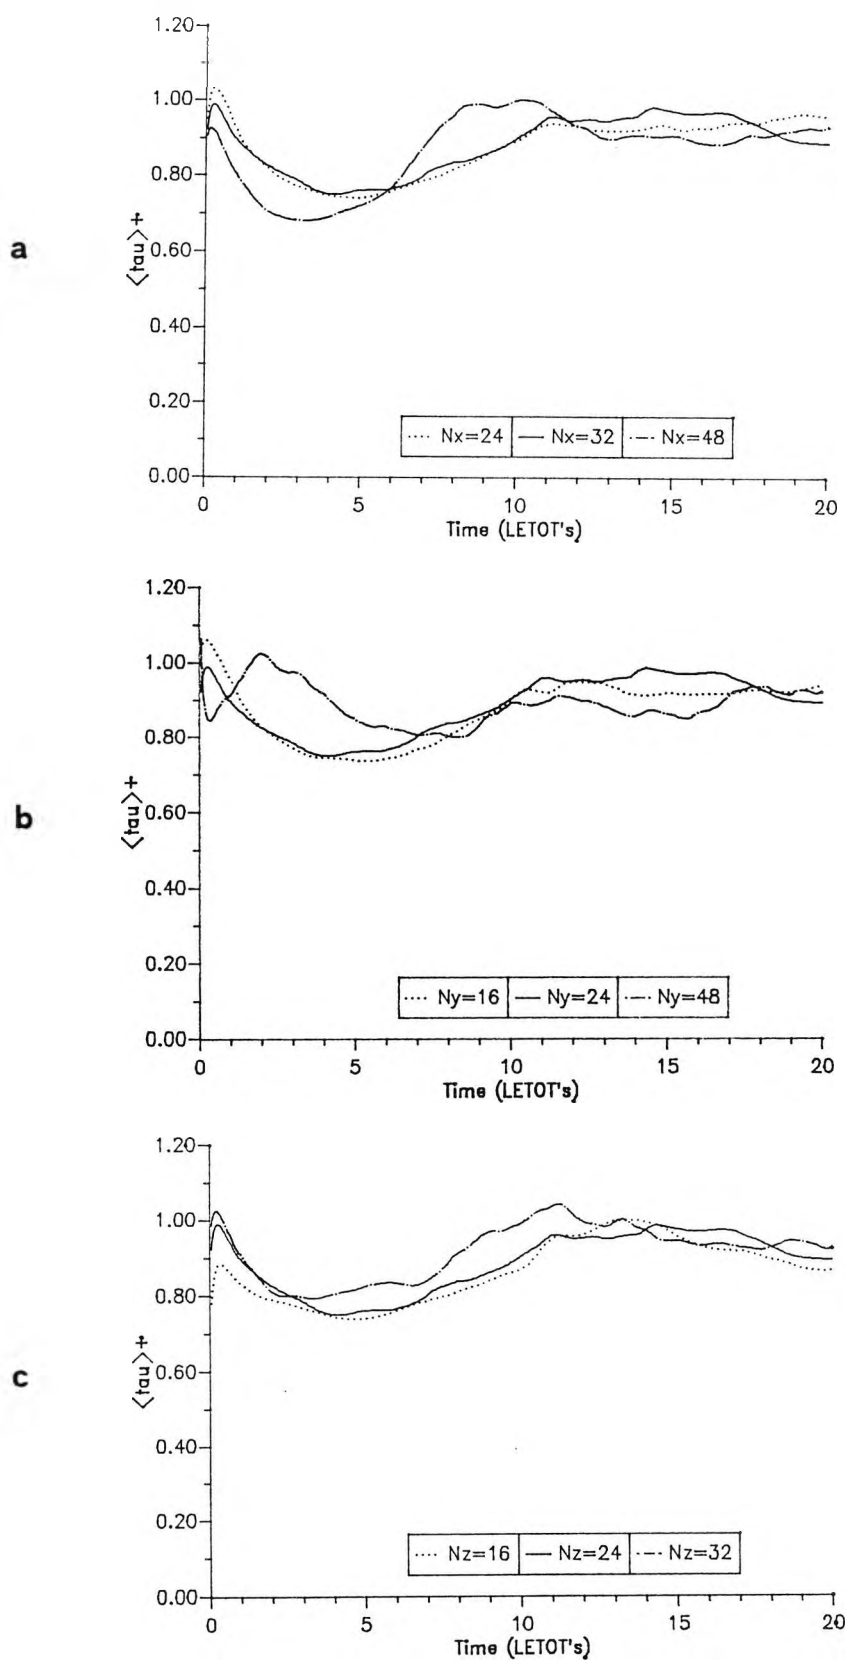 a
<tau>+
1.20
1.00
0.80
0.60
0.40
0.20
0.00
0 5 10 15 20
Time (LETOT's)
Nx=24 Nx=32 Nx=48
b
<tau>+
1.20
1.00
0.80
0.60
0.40
0.20
0.00
0 5 10 15 20
Time (LETOT's)
Ny=16 Ny=24 Ny=48
c
<tau>+
1.20
1.00
0.80
0.60
0.40
0.20
0.00
0 5 10 15 20
Time (LETOT's)
Nz=16 Nz=24 Nz=32